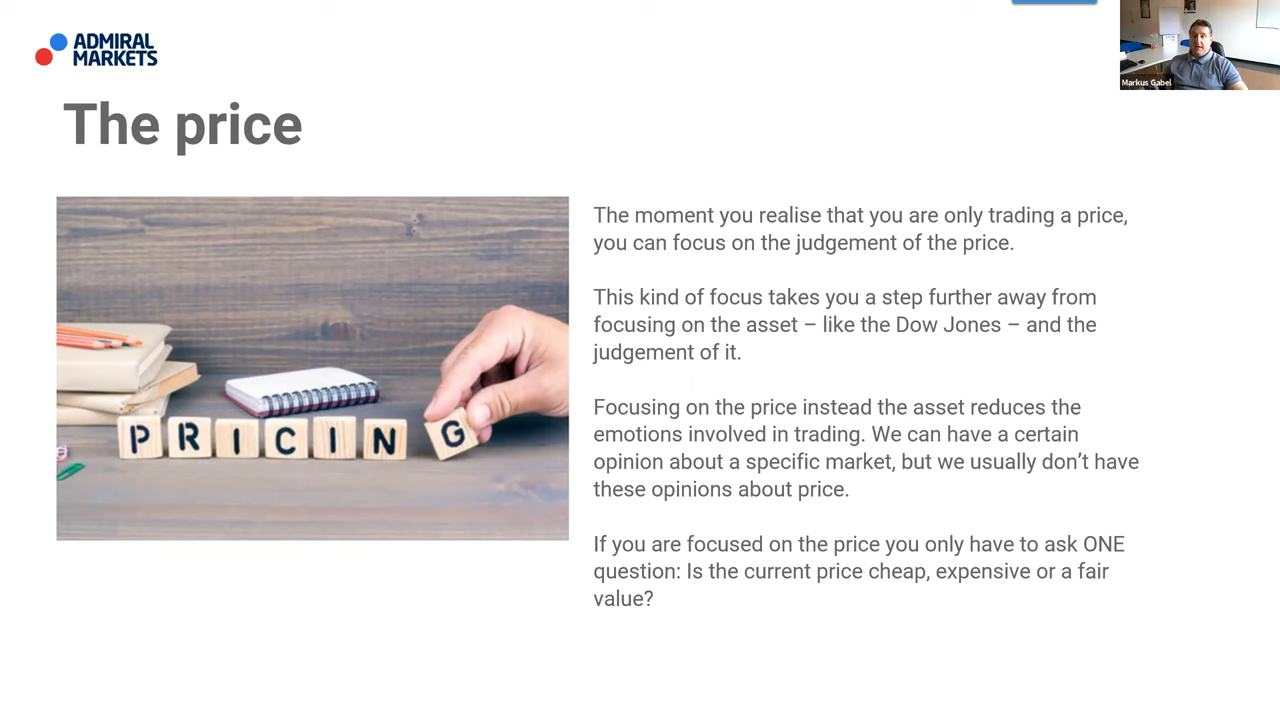 ADMIRAL
MARKETS
Markus Gabel
The price
The moment you realise that you are only trading a price,
you can focus on the judgement of the price.
This kind of focus takes you a step further away from
focusing on the asset – like the Dow Jones – and the
judgement of it.
Focusing on the price instead the asset reduces the
emotions involved in trading. We can have a certain
opinion about a specific market, but we usually don’t have
these opinions about price.
If you are focused on the price you only have to ask ONE
question: Is the current price cheap, expensive or a fair
value?
PRICING